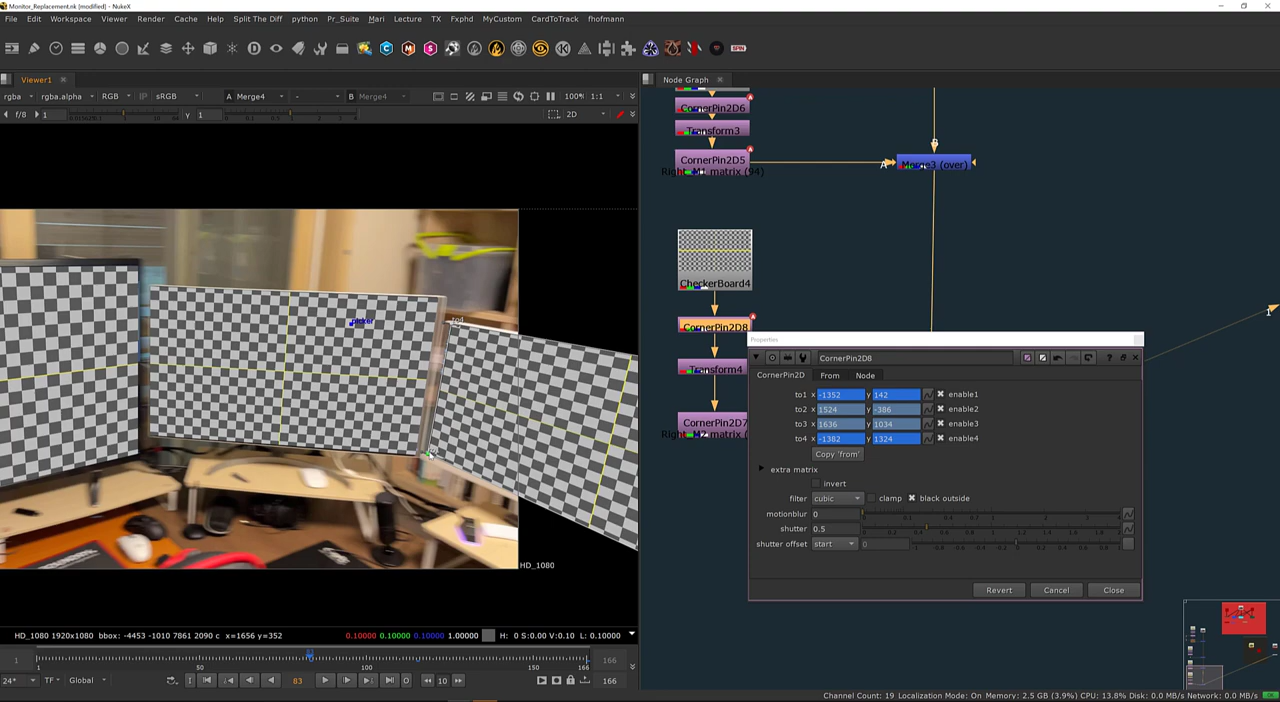 Monitor_Replacement.nk [modified] - NukeX
File Edit Workspace Viewer Render Cache Help Split The Diff python Pr_Suite Mari Lecture TX Fxphd MyCustom CardToTrack fhofmann
SPIN
Viewer1
Node Graph
rgba rgba.alpha RGB IP sRGB A Merge4 - B Merge4 100% 1:1
f/8 1 y 1 2D
CornerPin2D6
Transform3
CornerPin2D5
A
B
Merge3 (over)
CheckerBoard4
CornerPin2D8
picker
to4
1
Transform4
CornerPin2D7
Properties
CornerPin2D8
CornerPin2D From Node
to1 x -1352 y 142 enable1
to2 x 1524 y -386 enable2
to3 x 1636 y 1034 enable3
to4 x -1382 y 1324 enable4
Copy 'from'
extra matrix
invert
filter cubic clamp black outside
motionblur 0
shutter 0.5
shutter offset start 0
Revert Cancel Close
HD_1080
HD_1080 1920x1080 bbox: -4453 -1010 7861 2090 c x=1656 y=352 0.10000 0.10000 0.10000 1.00000 H: 0 S:0.00 V:0.10 L: 0.10000
1 1 50 100 150 166 166
24* TF Global 83 10 166
Channel Count: 19 Localization Mode: On Memory: 2.5 GB (3.9%) CPU: 13.8% Disk: 0.0 MB/s Network: 0.0 MB/s